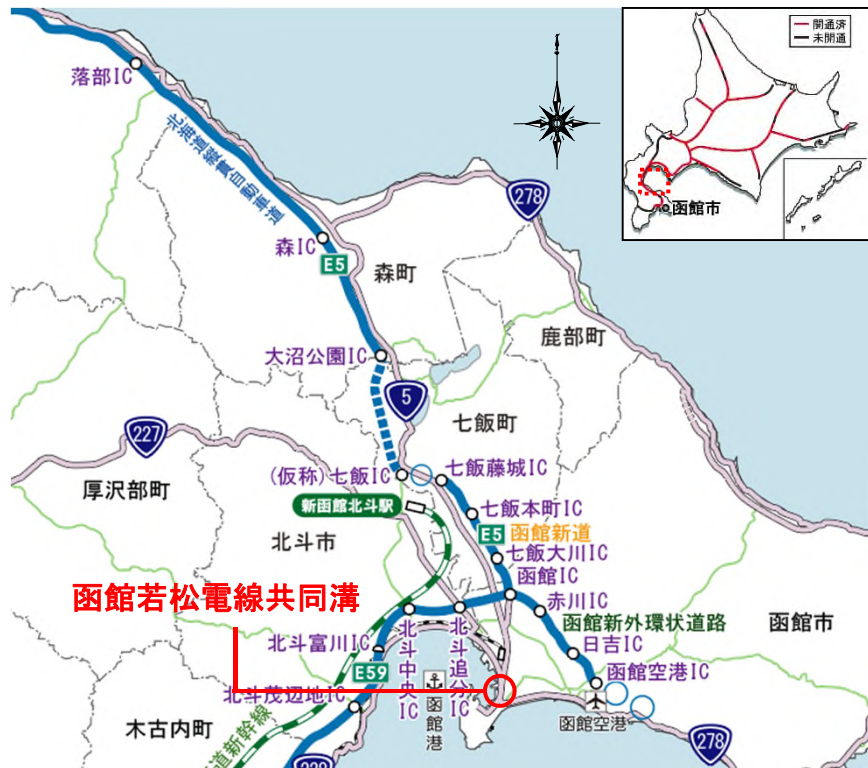 開通済
未開通
函館市
落部IC
北海道縦貫自動車道
278
森IC
E5
森町
鹿部町
大沼公園IC
5
227
七飯町
(仮称)七飯IC
七飯藤城IC
厚沢部町
新函館北斗駅
七飯本町IC
E5
函館新道
北斗市
七飯大川IC
函館IC
函館若松電線共同溝
赤川IC
函館新外環状道路
函館市
北斗富川IC
北斗中央IC
北斗追分IC
日吉IC
E59
函館空港IC
北斗茂辺地IC
函館港
函館空港
木古内町
道新幹線
278